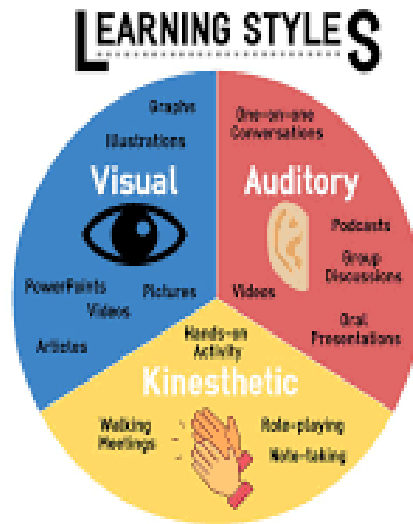 LEARNING STYLES
Graphs
Illustrations
Visual
PowerPoints
Videos
Pictures
Articles
One-on-one
Conversations
Auditory
Podcasts
Group
Discussions
Videos
Oral
Presentations
Hands-on
Activity
Kinesthetic
Walking
Meetings
Role-playing
Note-taking